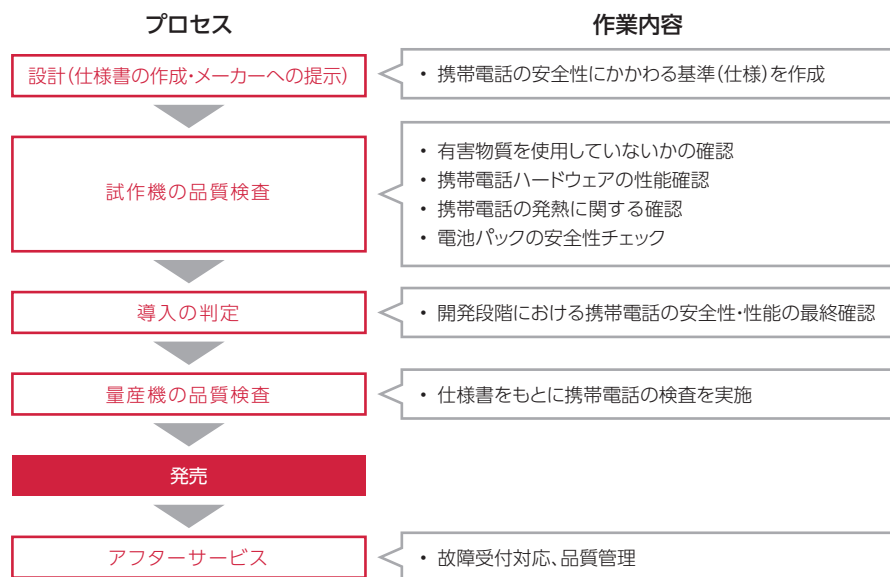 プロセス
作業内容
設計(仕様書の作成・メーカーへの提示)
・ 携帯電話の安全性にかかわる基準(仕様)を作成
試作機の品質検査
・ 有害物質を使用していないかの確認
・ 携帯電話ハードウェアの性能確認
・ 携帯電話の発熱に関する確認
・ 電池パックの安全性チェック
導入の判定
・ 開発段階における携帯電話の安全性・性能の最終確認
量産機の品質検査
・ 仕様書をもとに携帯電話の検査を実施
発売
アフターサービス
・ 故障受付対応、品質管理